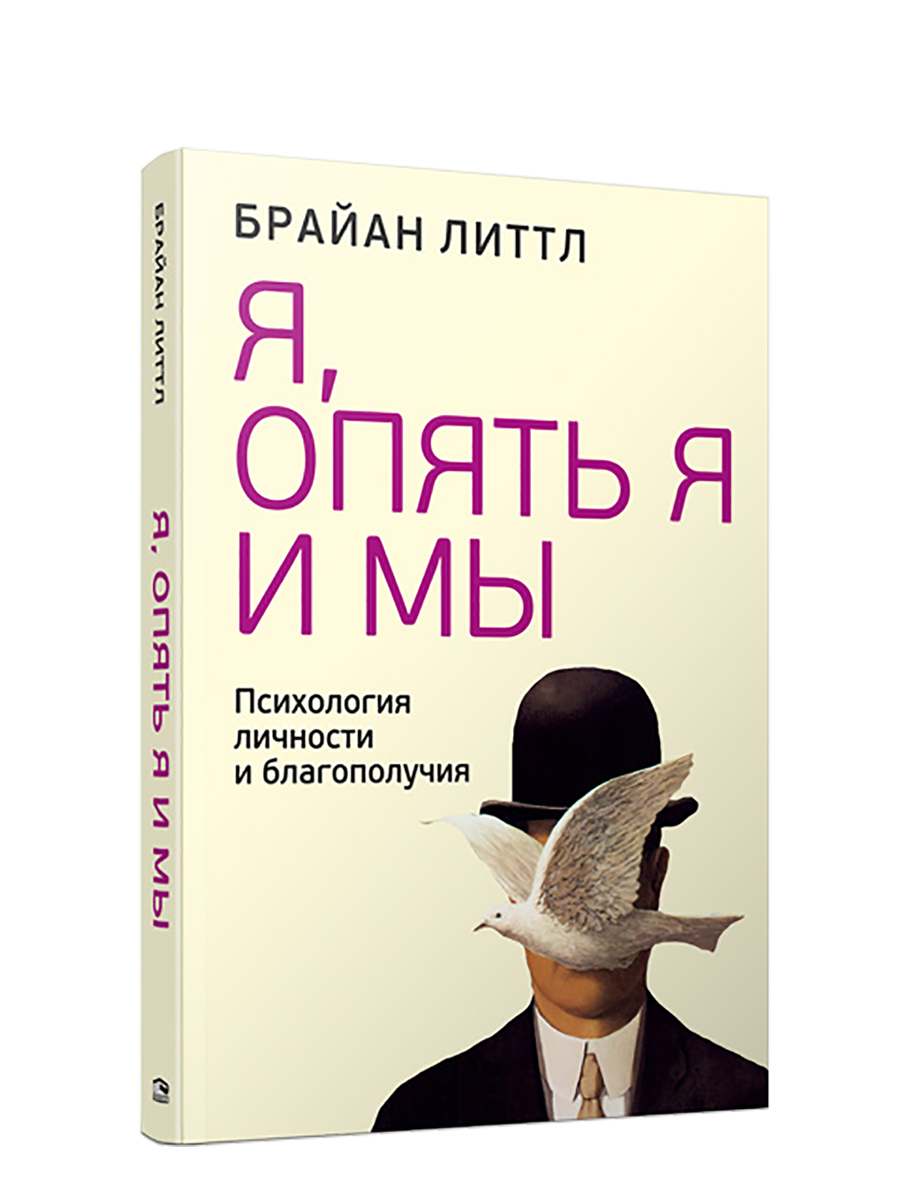 БРАЙАН ЛИТТЛ
Я,
ОПЯТЬ Я
И МЫ
Психология
личности
и благополучия
БРАЙАН ЛИТТЛ
Я, ОПЯТЬ Я И МЫ